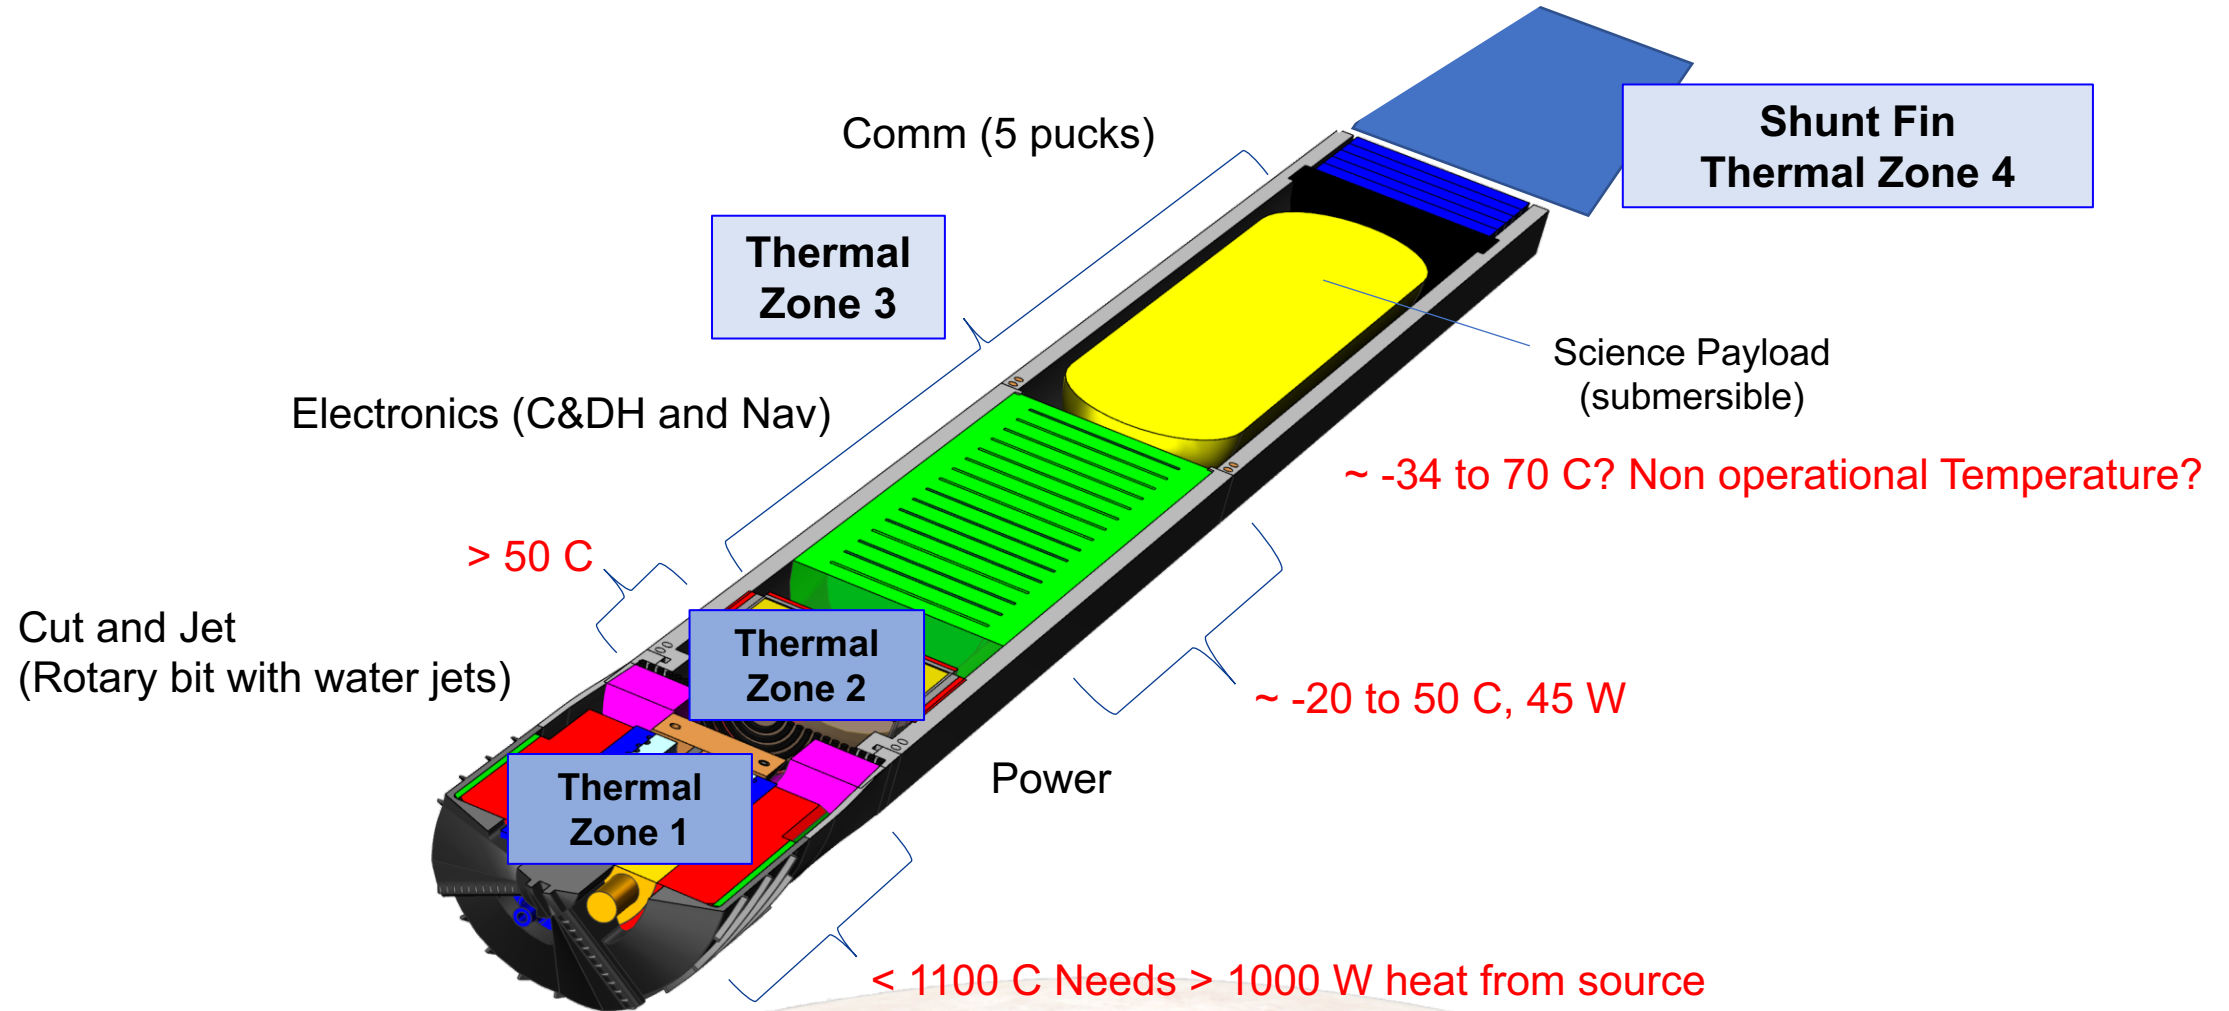 Comm (5 pucks)
Shunt Fin
Thermal Zone 4
Thermal
Zone 3
Science Payload
(submersible)
Electronics (C&DH and Nav)
~ -34 to 70 C? Non operational Temperature?
> 50 C
Cut and Jet
(Rotary bit with water jets)
Thermal
Zone 2
~ -20 to 50 C, 45 W
Power
Thermal
Zone 1
< 1100 C Needs > 1000 W heat from source